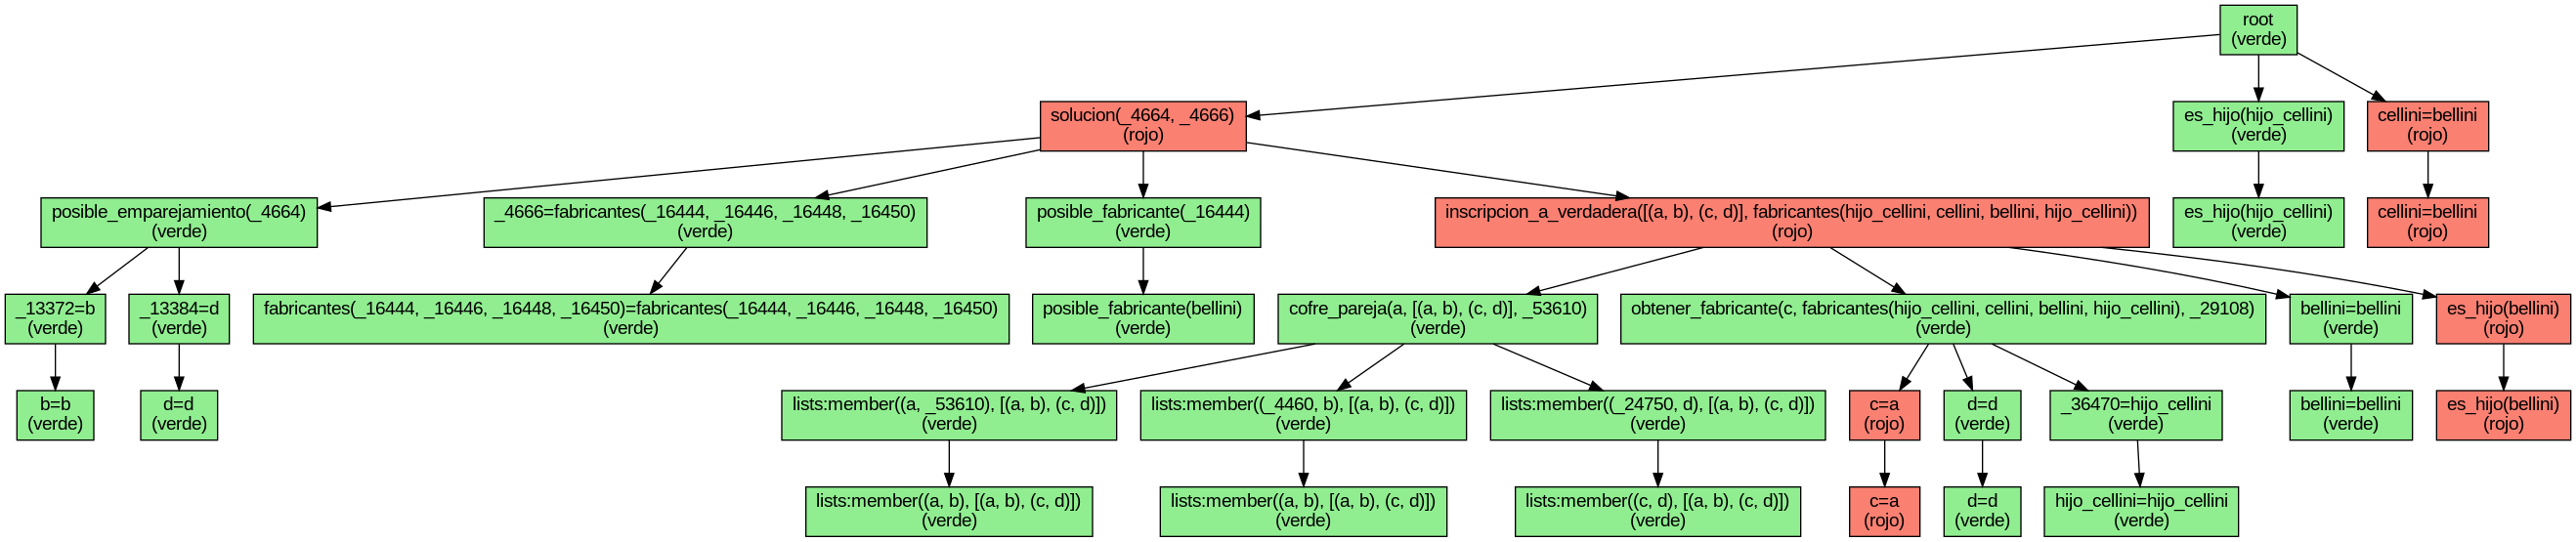 root
(verde)
solucion(_4664, _4666)
(rojo)
es_hijo(hijo_cellini)
(verde)
cellini=bellini
(rojo)
posible_emparejamiento(_4664)
(verde)
_4666=fabricantes(_16444, _16446, _16448, _16450)
(verde)
posible_fabricante(_16444)
(verde)
inscripcion_a_verdadera([(a, b), (c, d)], fabricantes(hijo_cellini, cellini, bellini, hijo_cellini))
(rojo)
es_hijo(hijo_cellini)
(verde)
cellini=bellini
(rojo)
_13372=b
(verde)
_13384=d
(verde)
fabricantes(_16444, _16446, _16448, _16450)=fabricantes(_16444, _16446, _16448, _16450)
(verde)
posible_fabricante(bellini)
(verde)
cofre_pareja(a, [(a, b), (c, d)], _53610)
(verde)
obtener_fabricante(c, fabricantes(hijo_cellini, cellini, bellini, hijo_cellini), _29108)
(verde)
bellini=bellini
(verde)
es_hijo(bellini)
(rojo)
b=b
(verde)
d=d
(verde)
lists:member((a, _53610), [(a, b), (c, d)])
(verde)
lists:member((_4460, b), [(a, b), (c, d)])
(verde)
lists:member((_24750, d), [(a, b), (c, d)])
(verde)
c=a
(rojo)
d=d
(verde)
_36470=hijo_cellini
(verde)
bellini=bellini
(verde)
es_hijo(bellini)
(rojo)
lists:member((a, b), [(a, b), (c, d)])
(verde)
lists:member((a, b), [(a, b), (c, d)])
(verde)
lists:member((c, d), [(a, b), (c, d)])
(verde)
c=a
(rojo)
d=d
(verde)
hijo_cellini=hijo_cellini
(verde)